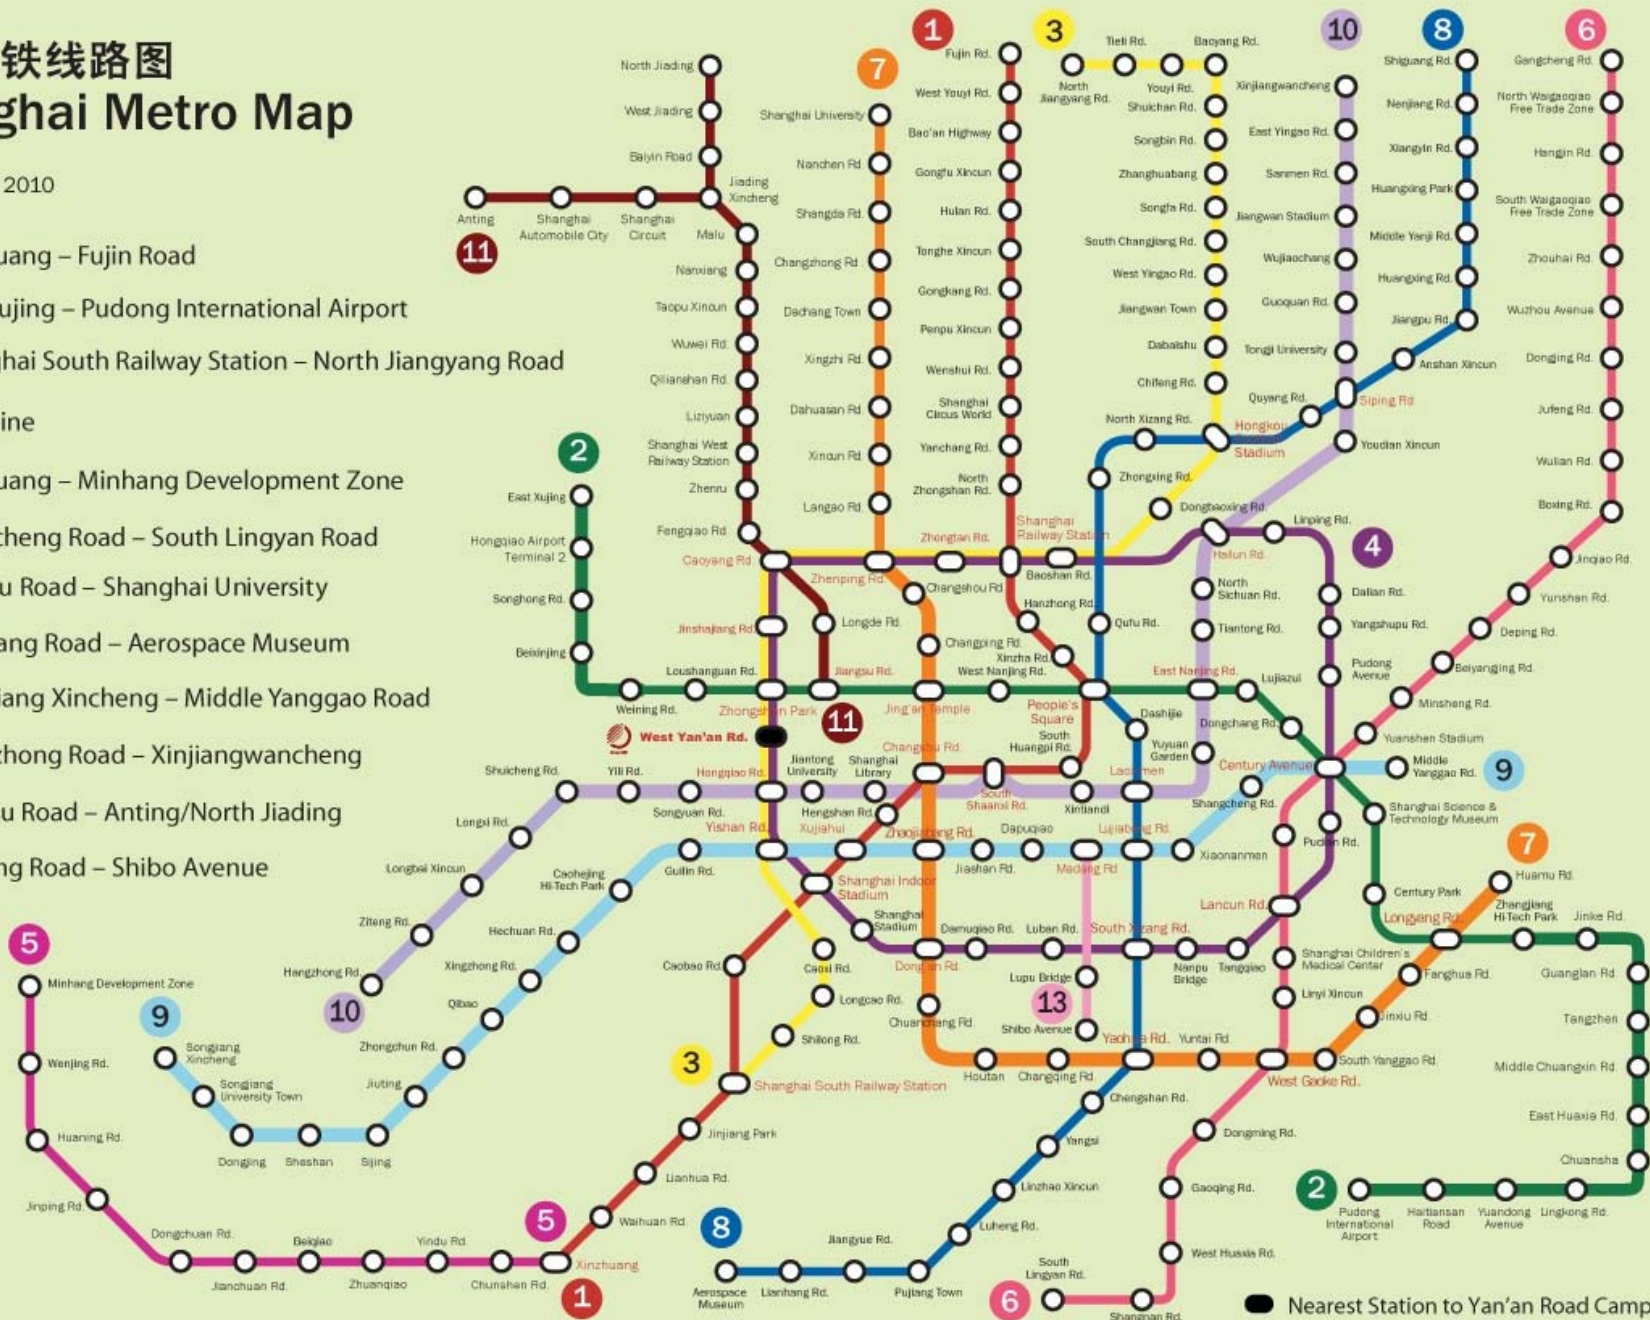 铁线路图
ghai Metro Map
2010
uang – Fujin Road
ujing – Pudong International Airport
ghai South Railway Station – North Jiangyang Road
ine
uang – Minhang Development Zone
cheng Road – South Lingyan Road
u Road – Shanghai University
ang Road – Aerospace Museum
jiang Xincheng – Middle Yanggao Road
zhong Road – Xinjiangwancheng
su Road – Anting/North Jiading
ng Road – Shibo Avenue
11
North Jiading
West Jiading
Baiyin Road
Jiading
Xincheng
Anting
Shanghai
Automobile City
Shanghai
Circuit
Malu
Nanxiang
Taopu Xincun
Wuwei Rd.
Qilianshan Rd.
Liziyuan
Shanghai West
Railway Station
Zhenru
Fengqiao Rd.
Caoyang Rd.
Longde Rd.
Jiangsu Rd.
11
7
Shanghai University
Nanchen Rd.
Shangda Rd.
Changzhong Rd.
Dachang Town
Xingzhi Rd.
Dahuasan Rd.
Xincun Rd.
Langao Rd.
Zhenping Rd.
Changshou Rd.
Changping Rd.
Jing'an Temple
Changshu Rd.
Zhaojiabang Rd.
Dong'an Rd.
Houtan
Changqing Rd.
Yaohua Rd.
Yuntai Rd.
West Gaoke Rd.
South Yanggao Rd.
Jinxiu Rd.
Fanghua Rd.
Longyang Rd.
Huamu Rd.
7
1
Fujin Rd.
West Youyi Rd.
Bao'an Highway
Gongfu Xincun
Hulan Rd.
Tonghe Xincun
Gongkang Rd.
Penpu Xincun
Wenshui Rd.
Shanghai
Circus World
Yanchang Rd.
North
Zhongshan Rd.
Shanghai
Railway Station
Hanzhong Rd.
Xinzha Rd.
People's
Square
South
Huangpi Rd.
South
Shaanxi Rd.
Hengshan Rd.
Xujiahui
Shanghai Indoor
Stadium
Caobao Rd.
Shanghai South Railway Station
Jinjiang Park
Lianhua Rd.
Waihuan Rd.
Xinzhuang
1
3
North
Jiangyang Rd.
Tieli Rd.
Youyi Rd.
Baoyang Rd.
Shuichan Rd.
Songbin Rd.
Zhanghuabang
Songfa Rd.
South Changjiang Rd.
West Yingao Rd.
Jiangwan Town
Dabaishu
Chifeng Rd.
Hongkou
Stadium
Dongbaoxing Rd.
Baoshan Rd.
Zhongtan Rd.
Jinshajiang Rd.
Zhongshan Park
West Yan'an Rd.
Hongqiao Rd.
Yishan Rd.
Caoxi Rd.
Longcao Rd.
Shilong Rd.
3
10
Xinjiangwancheng
East Yingao Rd.
Sanmen Rd.
Jiangwan Stadium
Wujiaochang
Guoquan Rd.
Tongji University
Siping Rd.
Youdian Xincun
Hailun Rd.
North
Sichuan Rd.
Tiantong Rd.
East Nanjing Rd.
Yuyuan
Garden
Xintiandi
Shanghai
Library
Jiantong
University
Songyuan Rd.
Yili Rd.
Shuicheng Rd.
Longxi Rd.
Longbai Xincun
Ziteng Rd.
Hangzhong Rd.
10
8
Shiguang Rd.
Nenjiang Rd.
Xiangyin Rd.
Huangxing Park
Middle Yanji Rd.
Huangxing Rd.
Jiangpu Rd.
Anshan Xincun
Quyang Rd.
North Xizang Rd.
Zhongxing Rd.
Qufu Rd.
Dashijie
Lujiabang Rd.
South Xizang Rd.
Chengshan Rd.
Yangsi
Linzhao Xincun
Luheng Rd.
Pujiang Town
Jiangyue Rd.
Lianhang Rd.
Aerospace
Museum
8
6
Gangcheng Rd.
North Waigaoqiao
Free Trade Zone
Hangjin Rd.
South Waigaoqiao
Free Trade Zone
Zhouhai Rd.
Wuzhou Avenue
Dongjing Rd.
Jufeng Rd.
Wulian Rd.
Boxing Rd.
Jinqiao Rd.
Yunshan Rd.
Deping Rd.
Beiyangjing Rd.
Minsheng Rd.
Yuanshen Stadium
Century Avenue
Lancun Rd.
Shanghai Children's
Medical Center
Linyi Xincun
Dongming Rd.
Gaoqing Rd.
West Huaxia Rd.
Shangnan Rd.
South
Lingyan Rd.
6
2
East Xujing
Hongqiao Airport
Terminal 2
Songhong Rd.
Beixinjing
Weining Rd.
Loushanguan Rd.
West Nanjing Rd.
Lujiazui
Dongchang Rd.
Shanghai Science &
Technology Museum
Century Park
Zhangjiang
Hi-Tech Park
Jinke Rd.
Guanglan Rd.
Tangzhen
Middle Chuangxin Rd.
East Huaxia Rd.
Chuansha
Lingkong Rd.
Yuandong
Avenue
Haitiansan
Road
Pudong
International
Airport
2
4
Linping Rd.
Dalian Rd.
Yangshupu Rd.
Pudong
Avenue
Tangqiao
Nanpu
Bridge
Luban Rd.
Damuqiao Rd.
Shanghai
Stadium
9
Middle
Yanggao Rd.
Shangcheng Rd.
Xiaonanmen
Madang Rd.
Dapuqiao
Jiashan Rd.
Guilin Rd.
Caohejing
Hi-Tech Park
Hechuan Rd.
Xingzhong Rd.
Qibao
Zhongchun Rd.
Jiuting
Sijing
Sheshan
Dongjing
Songjiang
University Town
Songjiang
Xincheng
9
13
Lupu Bridge
Shibo Avenue
5
Minhang Development Zone
Wenjing Rd.
Huaning Rd.
Jinping Rd.
Dongchuan Rd.
Jianchuan Rd.
Beiqiao
Zhuanqiao
Yindu Rd.
Chunshen Rd.
5
Nearest Station to Yan'an Road Camp